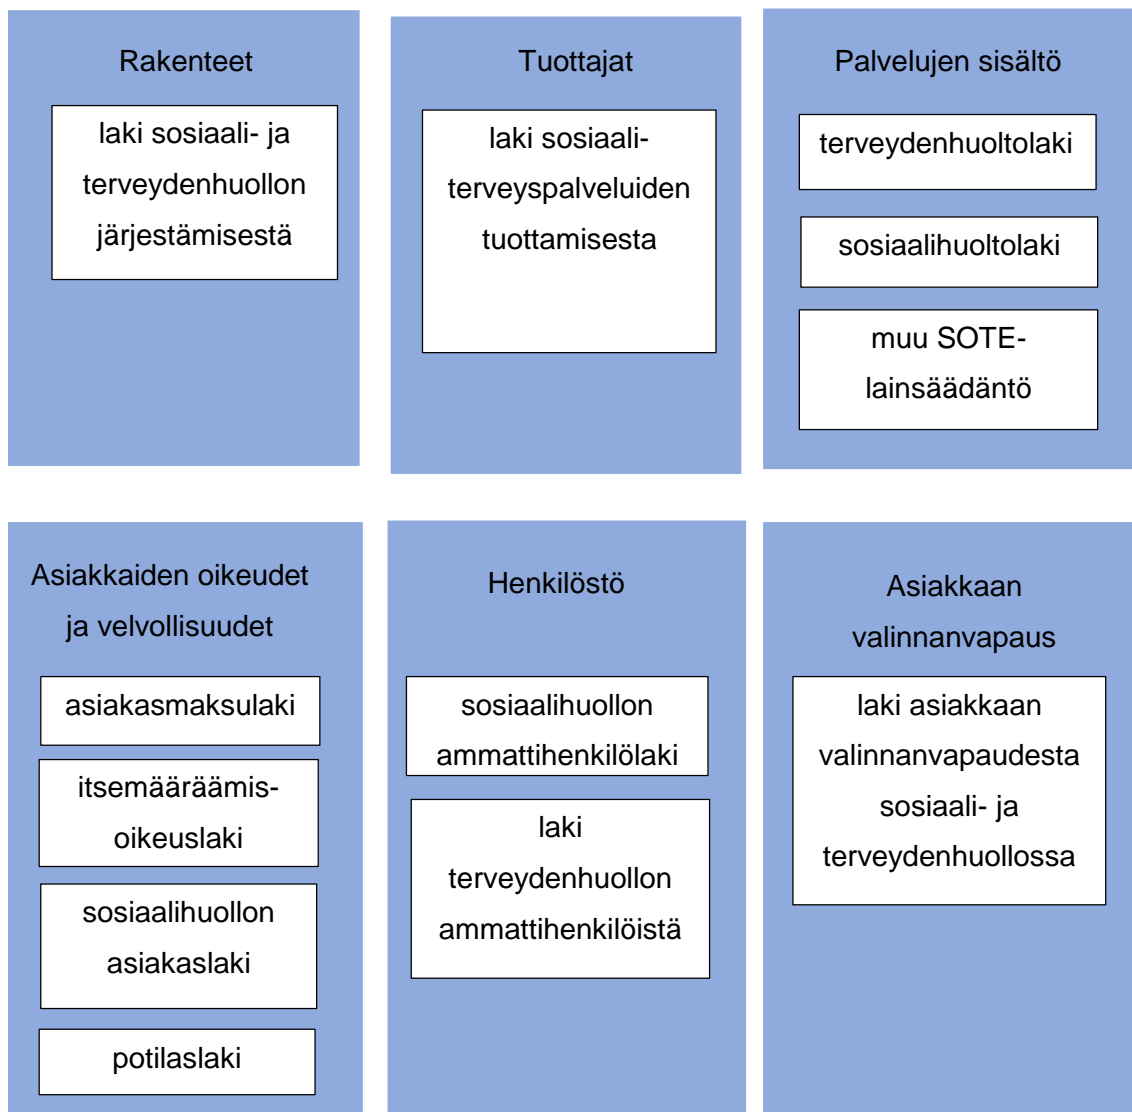 Rakenteet
laki sosiaali- ja
terveydenhuollon
järjestämisestä
Tuottajat
laki sosiaali-
terveyspalveluiden
tuottamisesta
Palvelujen sisältö
terveydenhuoltolaki
sosiaalihuoltolaki
muu SOTE-
lainsäädäntö
Asiakkaiden oikeudet
ja velvollisuudet
asiakasmaksulaki
itsemääräämis-
oikeuslaki
sosiaalihuollon
asiakaslaki
potilaslaki
Henkilöstö
sosiaalihuollon
ammattihenkilölaki
laki
terveydenhuollon
ammattihenkilöistä
Asiakkaan
valinnanvapaus
laki asiakkaan
valinnanvapaudesta
sosiaali- ja
terveydenhuollossa